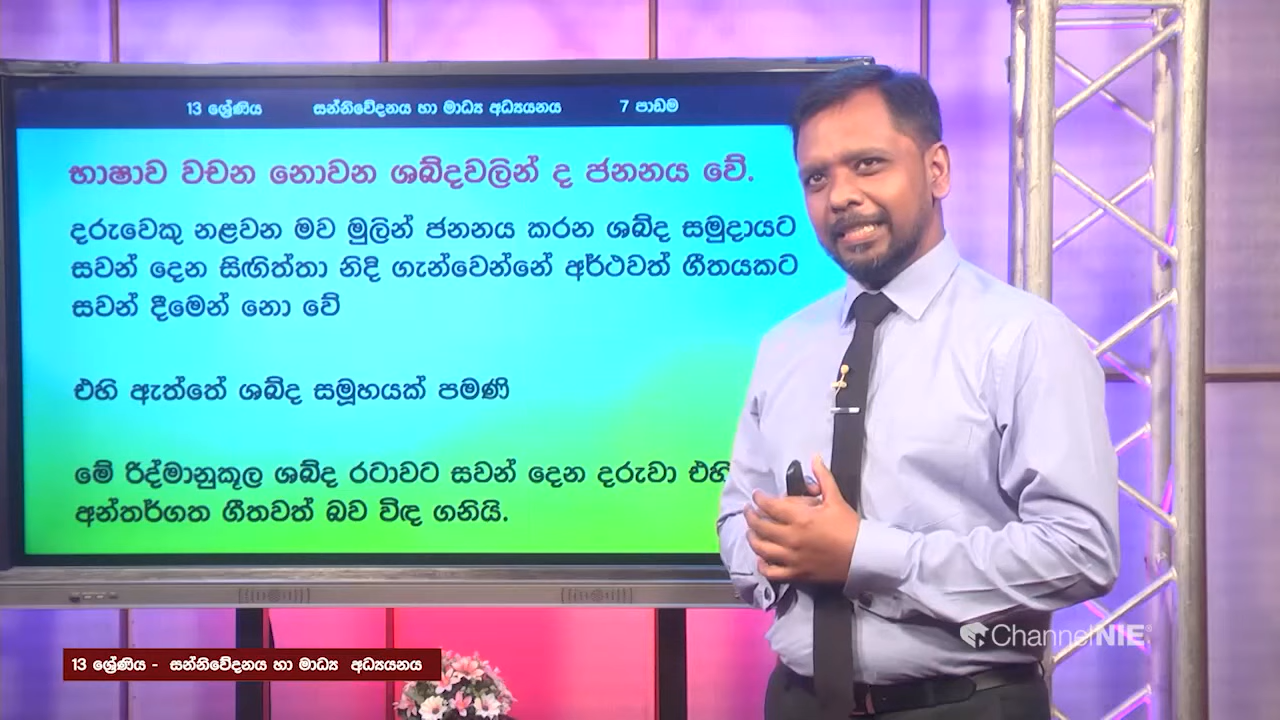 13 ශ්‍රේණිය සන්නිවේදනය හා මාධ්‍ය අධ්‍යයනය 7 පාඩම
භාෂාව වචන නොවන ශබ්දවලින් ද ජනනය වේ.
දරුවෙකු නළවන මව මුලින් ජනනය කරන ශබ්ද සමුදායට
සවන් දෙන සිඟිත්තා නිදි ගැන්වෙන්නේ අර්ථවත් ගීතයකට
සවන් දීමෙන් නො වේ
එහි ඇත්තේ ශබ්ද සමූහයක් පමණි
මේ රිද්මානුකූල ශබ්ද රටාවට සවන් දෙන දරුවා එහි
අන්තර්ගත ගීතවත් බව විඳ ගනියි.
13 ශ්‍රේණිය - සන්නිවේදනය හා මාධ්‍ය අධ්‍යයනය
ChannelNIE